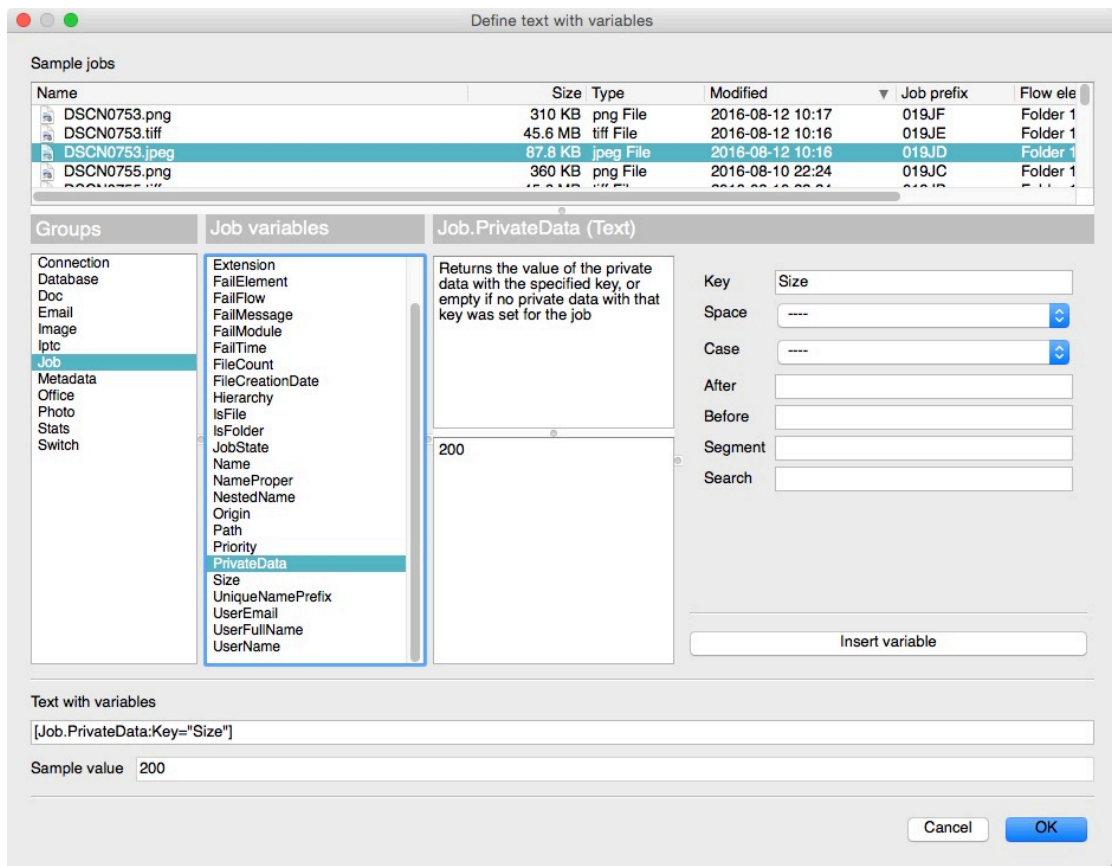 Define text with variables
Sample jobs
Name Size Type Modified Job prefix Flow ele
DSCN0753.png 310 KB png File 2016-08-12 10:17 019JF Folder 1
DSCN0753.tiff 45.6 MB tiff File 2016-08-12 10:16 019JE Folder 1
DSCN0753.jpeg 87.8 KB jpeg File 2016-08-12 10:16 019JD Folder 1
DSCN0755.png 360 KB png File 2016-08-10 22:24 019JC Folder 1
Groups
Connection
Database
Doc
Email
Image
Iptc
Job
Metadata
Office
Photo
Stats
Switch
Job variables
Extension
FailElement
FailFlow
FailMessage
FailModule
FailTime
FileCount
FileCreationDate
Hierarchy
IsFile
IsFolder
JobState
Name
NameProper
NestedName
Origin
Path
Priority
PrivateData
Size
UniqueNamePrefix
UserEmail
UserFullName
UserName
Job.PrivateData (Text)
Returns the value of the private
data with the specified key, or
empty if no private data with that
key was set for the job
200
Key Size
Space ----
Case ----
After
Before
Segment
Search
Insert variable
Text with variables
[Job.PrivateData:Key="Size"]
Sample value 200
Cancel OK